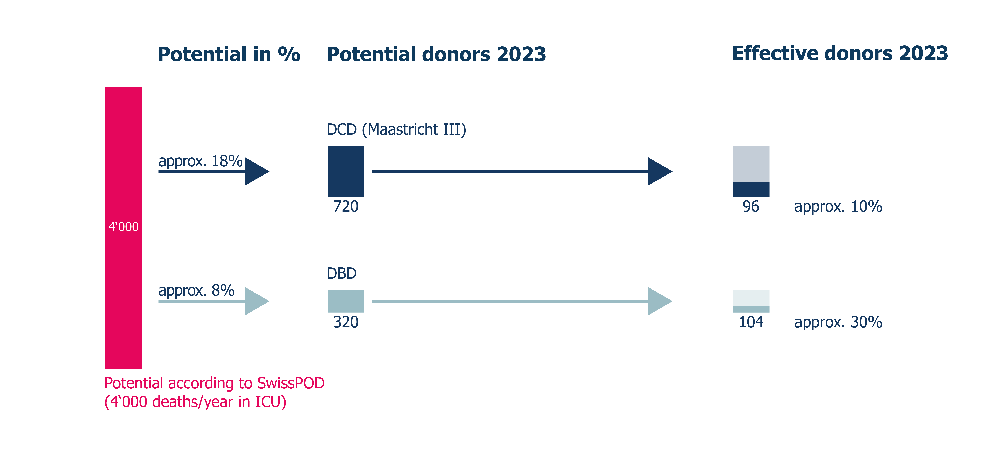 Potential in %
Potential donors 2023
Effective donors 2023
DCD (Maastricht III)
approx. 18%
720
96
approx. 10%
4‘000
DBD
approx. 8%
320
104
approx. 30%
Potential according to SwissPOD
(4‘000 deaths/year in ICU)